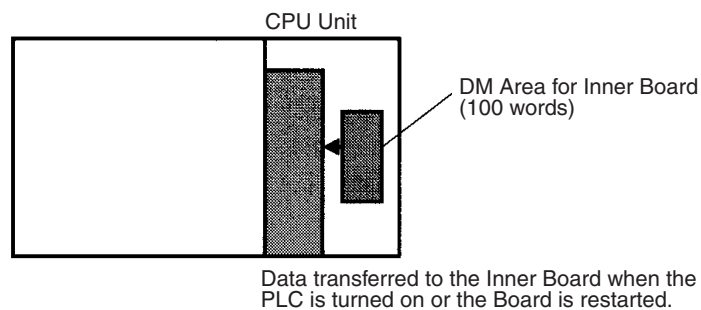 CPU Unit
DM Area for Inner Board
(100 words)
Data transferred to the Inner Board when the
PLC is turned on or the Board is restarted.